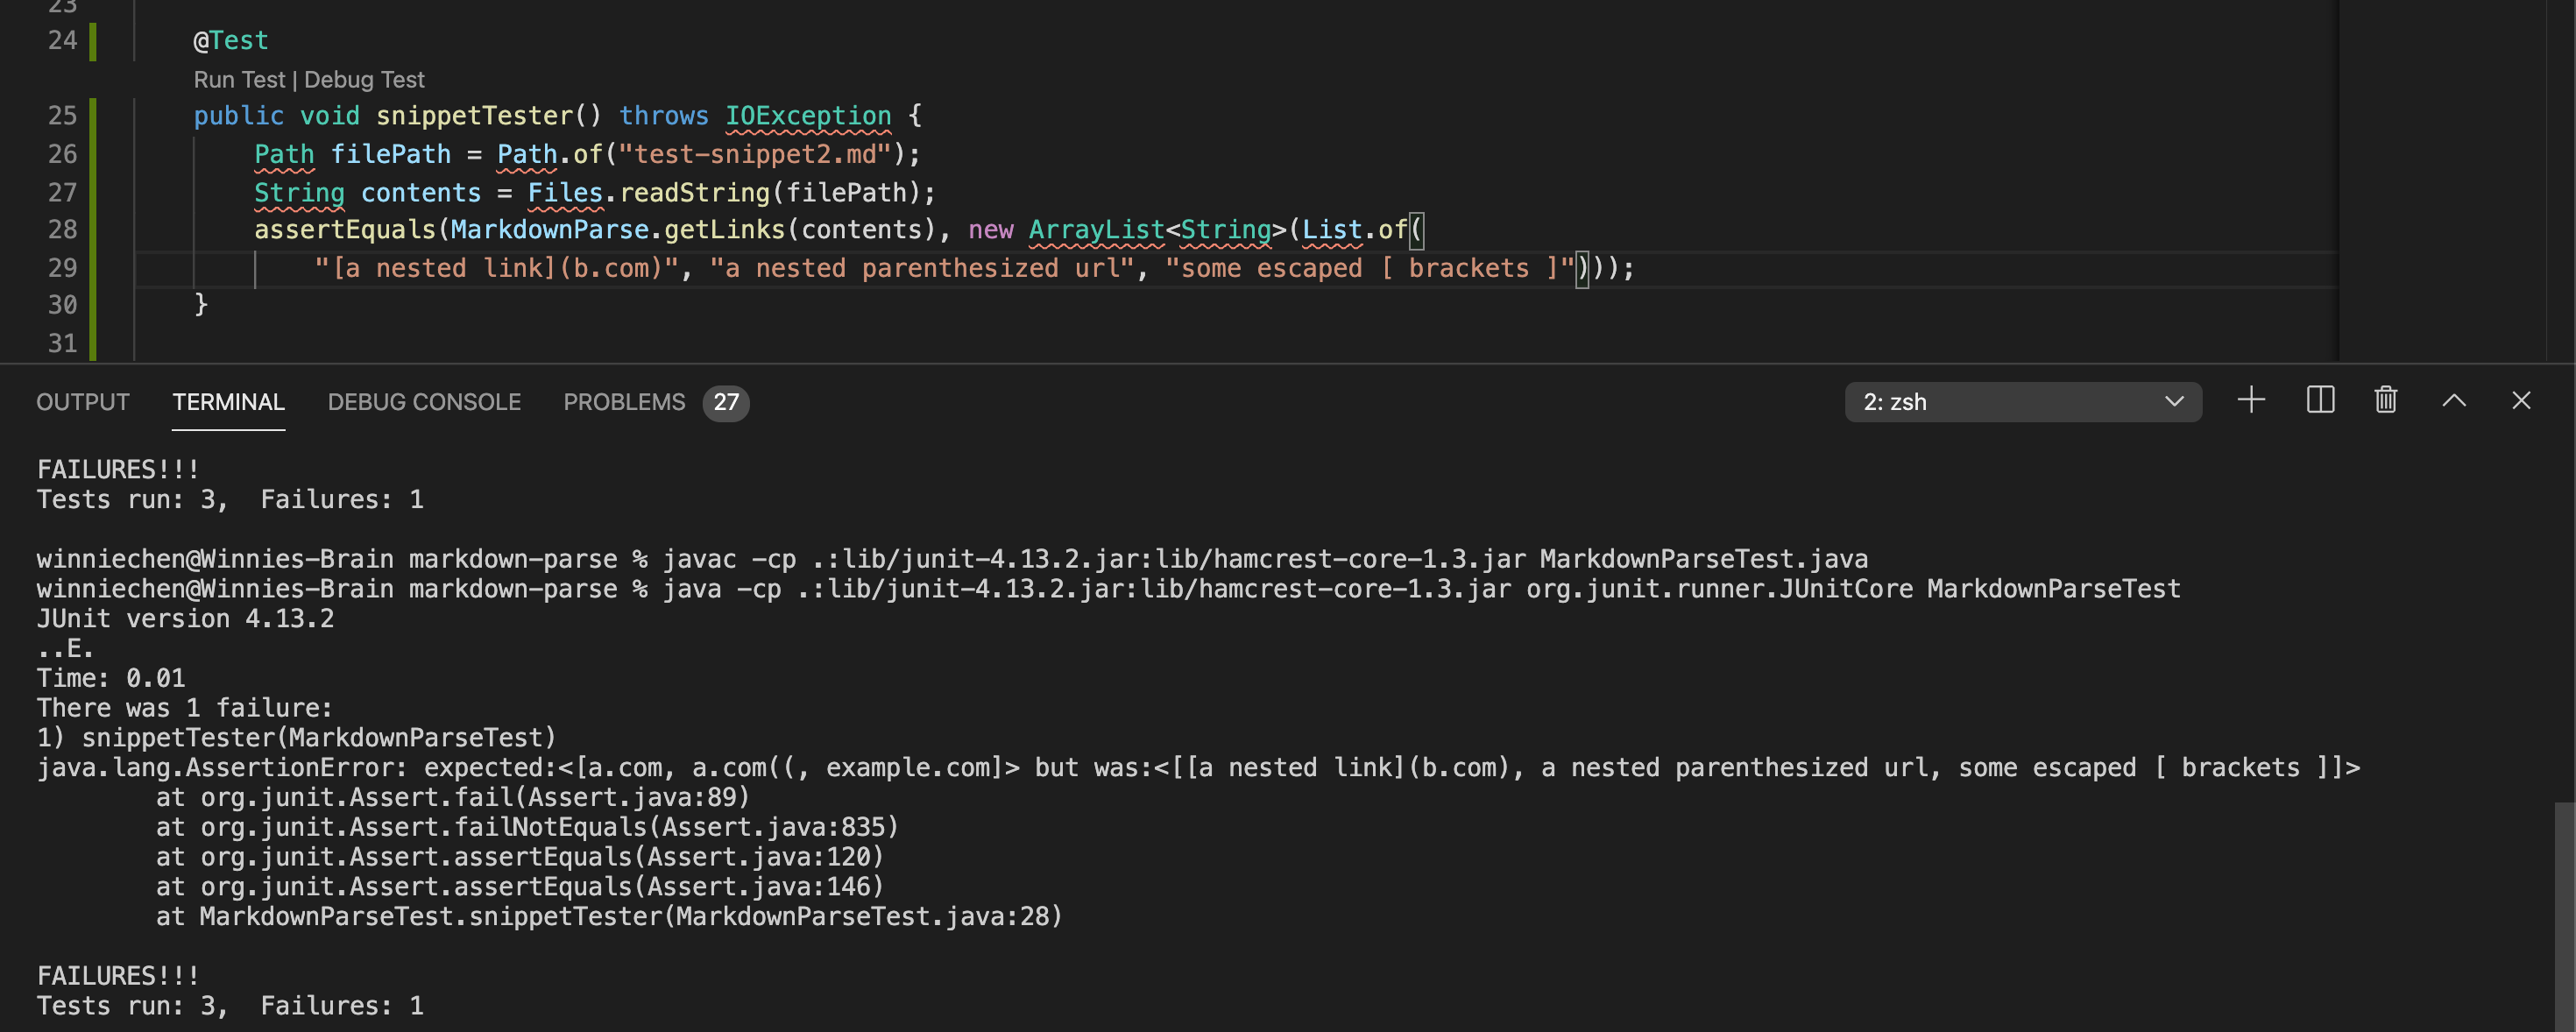 23
24 @Test
Run Test | Debug Test
25 public void snippetTester() throws IOException {
26 Path filePath = Path.of("test-snippet2.md");
27 String contents = Files.readString(filePath);
28 assertEquals(MarkdownParse.getLinks(contents), new ArrayList<String>(List.of(
29 "[a nested link](b.com)", "a nested parenthesized url", "some escaped [ brackets ]")));
30 }
31
OUTPUT TERMINAL DEBUG CONSOLE PROBLEMS 27 2: zsh
FAILURES!!!
Tests run: 3,  Failures: 1
winniechen@Winnies-Brain markdown-parse % javac -cp .:lib/junit-4.13.2.jar:lib/hamcrest-core-1.3.jar MarkdownParseTest.java
winniechen@Winnies-Brain markdown-parse % java -cp .:lib/junit-4.13.2.jar:lib/hamcrest-core-1.3.jar org.junit.runner.JUnitCore MarkdownParseTest
JUnit version 4.13.2
..E.
Time: 0.01
There was 1 failure:
1) snippetTester(MarkdownParseTest)
java.lang.AssertionError: expected:<[a.com, a.com((, example.com]> but was:<[[a nested link](b.com), a nested parenthesized url, some escaped [ brackets ]]>
at org.junit.Assert.fail(Assert.java:89)
at org.junit.Assert.failNotEquals(Assert.java:835)
at org.junit.Assert.assertEquals(Assert.java:120)
at org.junit.Assert.assertEquals(Assert.java:146)
at MarkdownParseTest.snippetTester(MarkdownParseTest.java:28)
FAILURES!!!
Tests run: 3,  Failures: 1